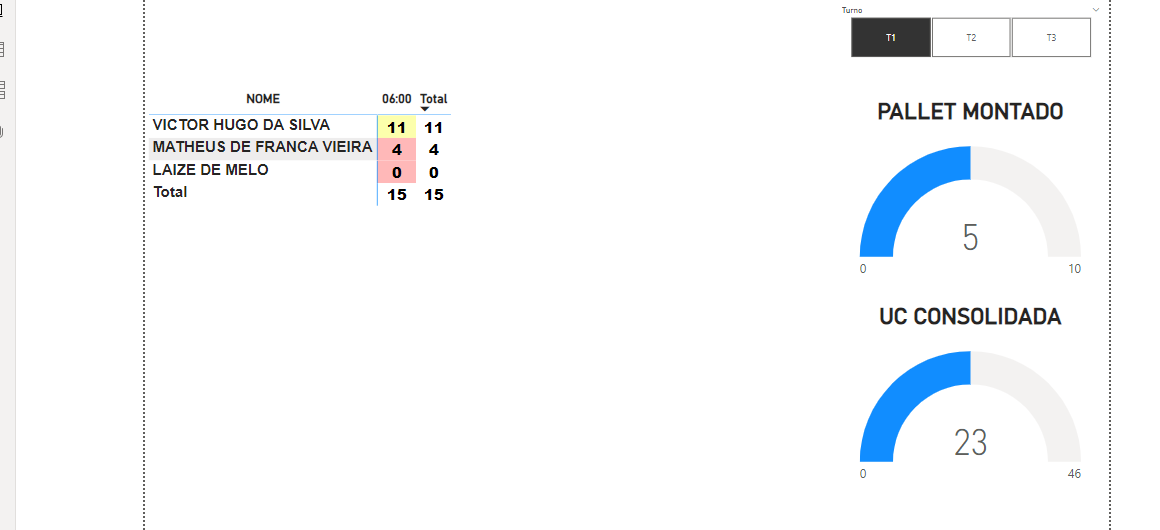 Turno
T1 T2 T3
NOME 06:00 Total
VICTOR HUGO DA SILVA 11 11
MATHEUS DE FRANCA VIEIRA 4 4
LAIZE DE MELO 0 0
Total 15 15
PALLET MONTADO
5
0 10
UC CONSOLIDADA
23
0 46